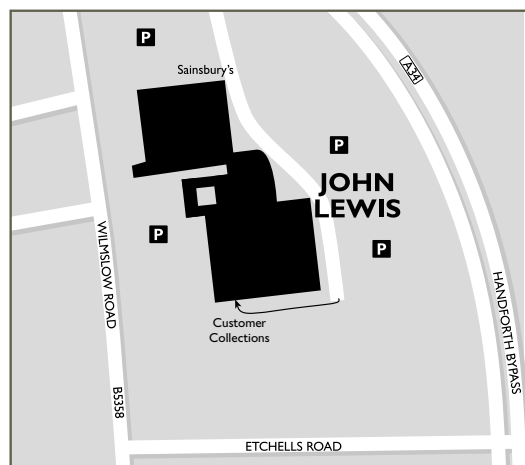 P
Sainsbury's
A34
P
JOHN
LEWIS
P
P
WILMSLOW ROAD
HANDFORTH BYPASS
Customer
Collections
B5358
ETCHELLS ROAD